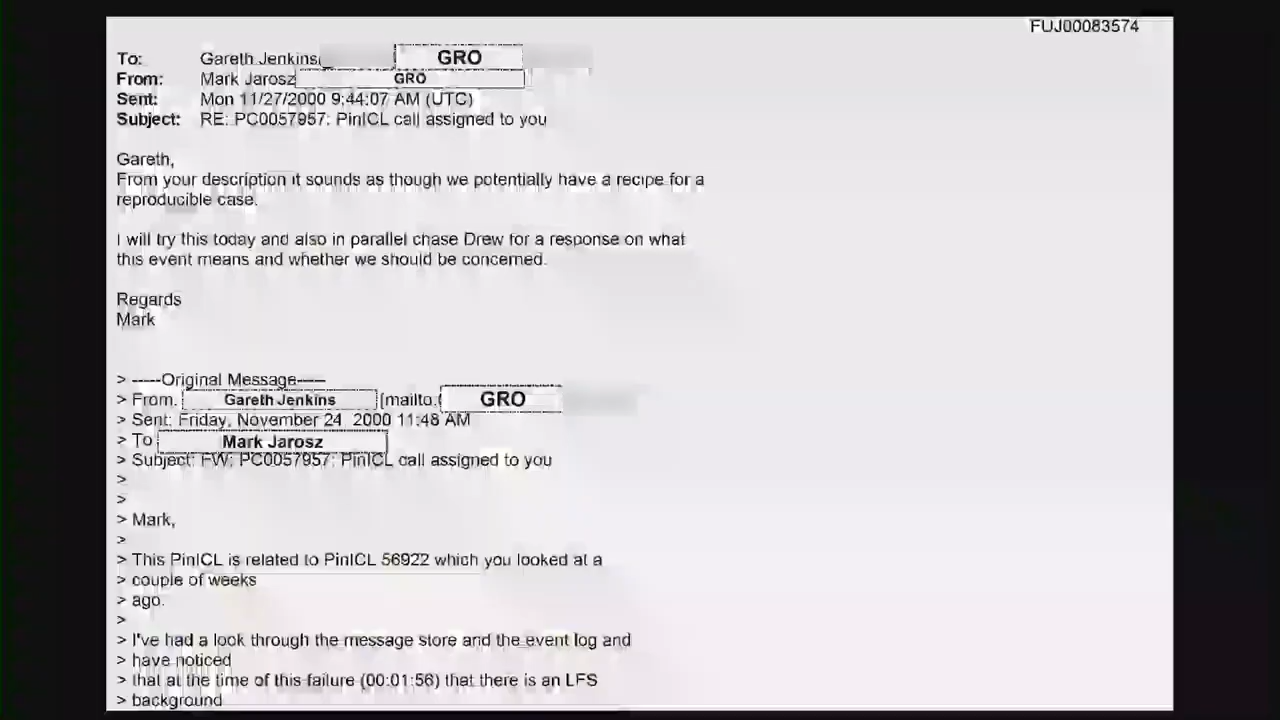 FUJ00083574
To: Gareth Jenkins GRO
From: Mark Jarosz GRO
Sent: Mon 11/27/2000 9:44:07 AM (UTC)
Subject: RE: PC0057957: PinICL call assigned to you
Gareth,
From your description it sounds as though we potentially have a recipe for a
reproducible case.
I will try this today and also in parallel chase Drew for a response on what
this event means and whether we should be concerned.
Regards
Mark
> -----Original Message-----
> From: Gareth Jenkins [mailto: GRO
> Sent: Friday, November 24, 2000 11:48 AM
> To Mark Jarosz
> Subject: FW: PC0057957: PinICL call assigned to you
>
>
> Mark,
>
> This PinICL is related to PinICL 56922 which you looked at a
> couple of weeks
> ago.
>
> I've had a look through the message store and the event log and
> have noticed
> that at the time of this failure (00:01:56) that there is an LFS
> background